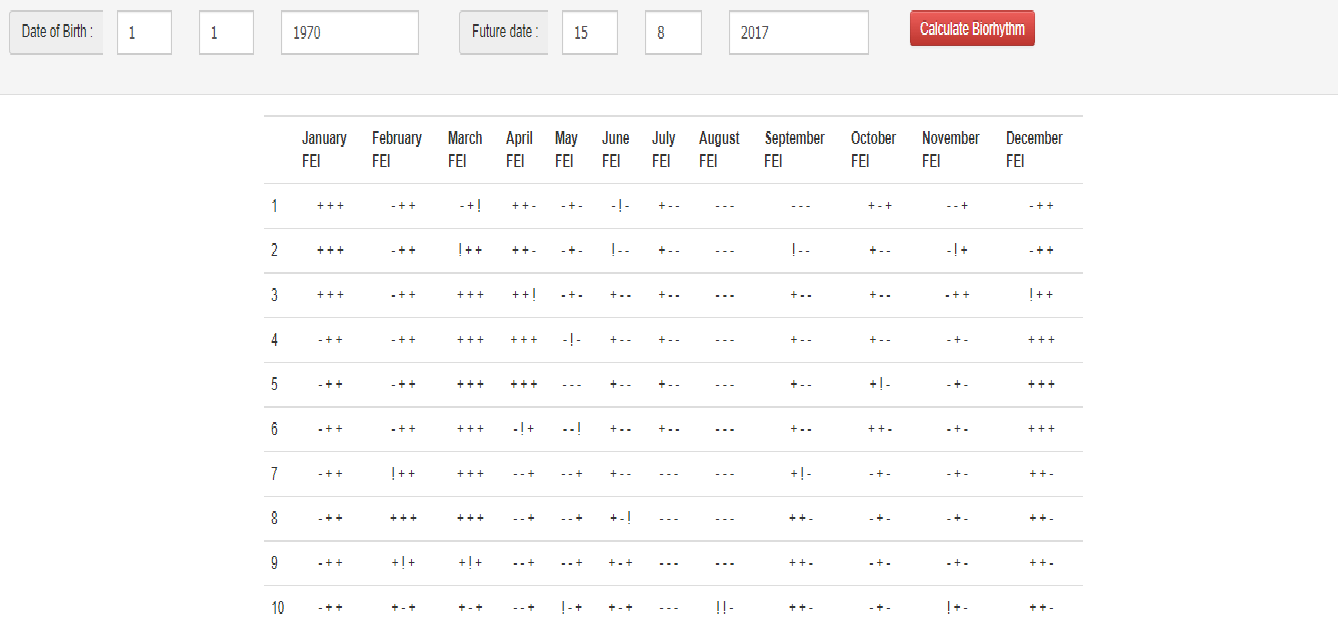 Date of Birth : 1 1 1970 Future date : 15 8 2017 Calculate Biorhythm
January February March April May June July August September October November December
FEI FEI FEI FEI FEI FEI FEI FEI FEI FEI FEI FEI
1 +++ -++ -+! ++- -+- -!- +-- --- --- +-+ --+ -++
2 +++ -++ !++ ++- -+- !-- +-- --- !-- +-- -!+ -++
3 +++ -++ +++ ++! -+- +-- +-- --- +-- +-- -++ !++
4 -++ -++ +++ +++ -!- +-- +-- --- +-- +-- -+- +++
5 -++ -++ +++ +++ --- +-- +-- --- +-- +!- -+- +++
6 -++ -++ +++ -!+ --! +-- +-- --- +-- ++- -+- +++
7 -++ !++ +++ --+ --+ +-- --- --- +!- -+- -+- ++-
8 -++ +++ +++ --+ --+ +-! --- --- ++- -+- -+- ++-
9 -++ +!+ +!+ --+ --+ +-+ --- --- ++- -+- -+- ++-
10 -++ +-+ +-+ --+ !-+ +-+ --- !!- ++- -+- !+- ++-